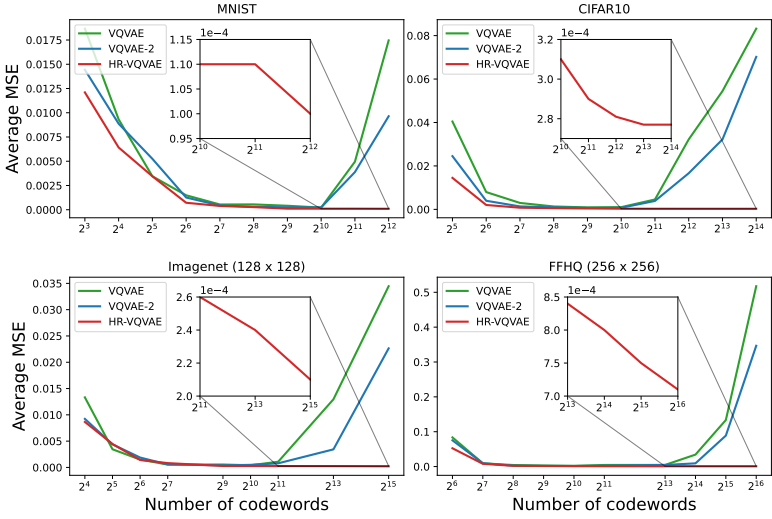 MNIST
Average MSE
0.0175
0.0150
0.0125
0.0100
0.0075
0.0050
0.0025
0.0000
VQVAE
VQVAE-2
HR-VQVAE
1e−4
1.15
1.10
1.05
1.00
0.95
2^10 2^11 2^12
2^3 2^4 2^5 2^6 2^7 2^8 2^9 2^10 2^11 2^12
CIFAR10
0.08
0.06
0.04
0.02
0.00
VQVAE
VQVAE-2
HR-VQVAE
1e−4
3.2
3.0
2.8
2^10 2^11 2^12 2^13 2^14
2^5 2^6 2^7 2^8 2^9 2^10 2^11 2^12 2^13 2^14
Imagenet (128 x 128)
Average MSE
0.035
0.030
0.025
0.020
0.015
0.010
0.005
0.000
VQVAE
VQVAE-2
HR-VQVAE
1e−4
2.6
2.4
2.2
2.0
2^11 2^13 2^15
2^4 2^5 2^6 2^7 2^9 2^10 2^11 2^13 2^15
Number of codewords
FFHQ (256 x 256)
0.5
0.4
0.3
0.2
0.1
0.0
VQVAE
VQVAE-2
HR-VQVAE
1e−4
8.5
8.0
7.5
7.0
2^13 2^14 2^15 2^16
2^6 2^7 2^8 2^9 2^10 2^11 2^13 2^14 2^15 2^16
Number of codewords